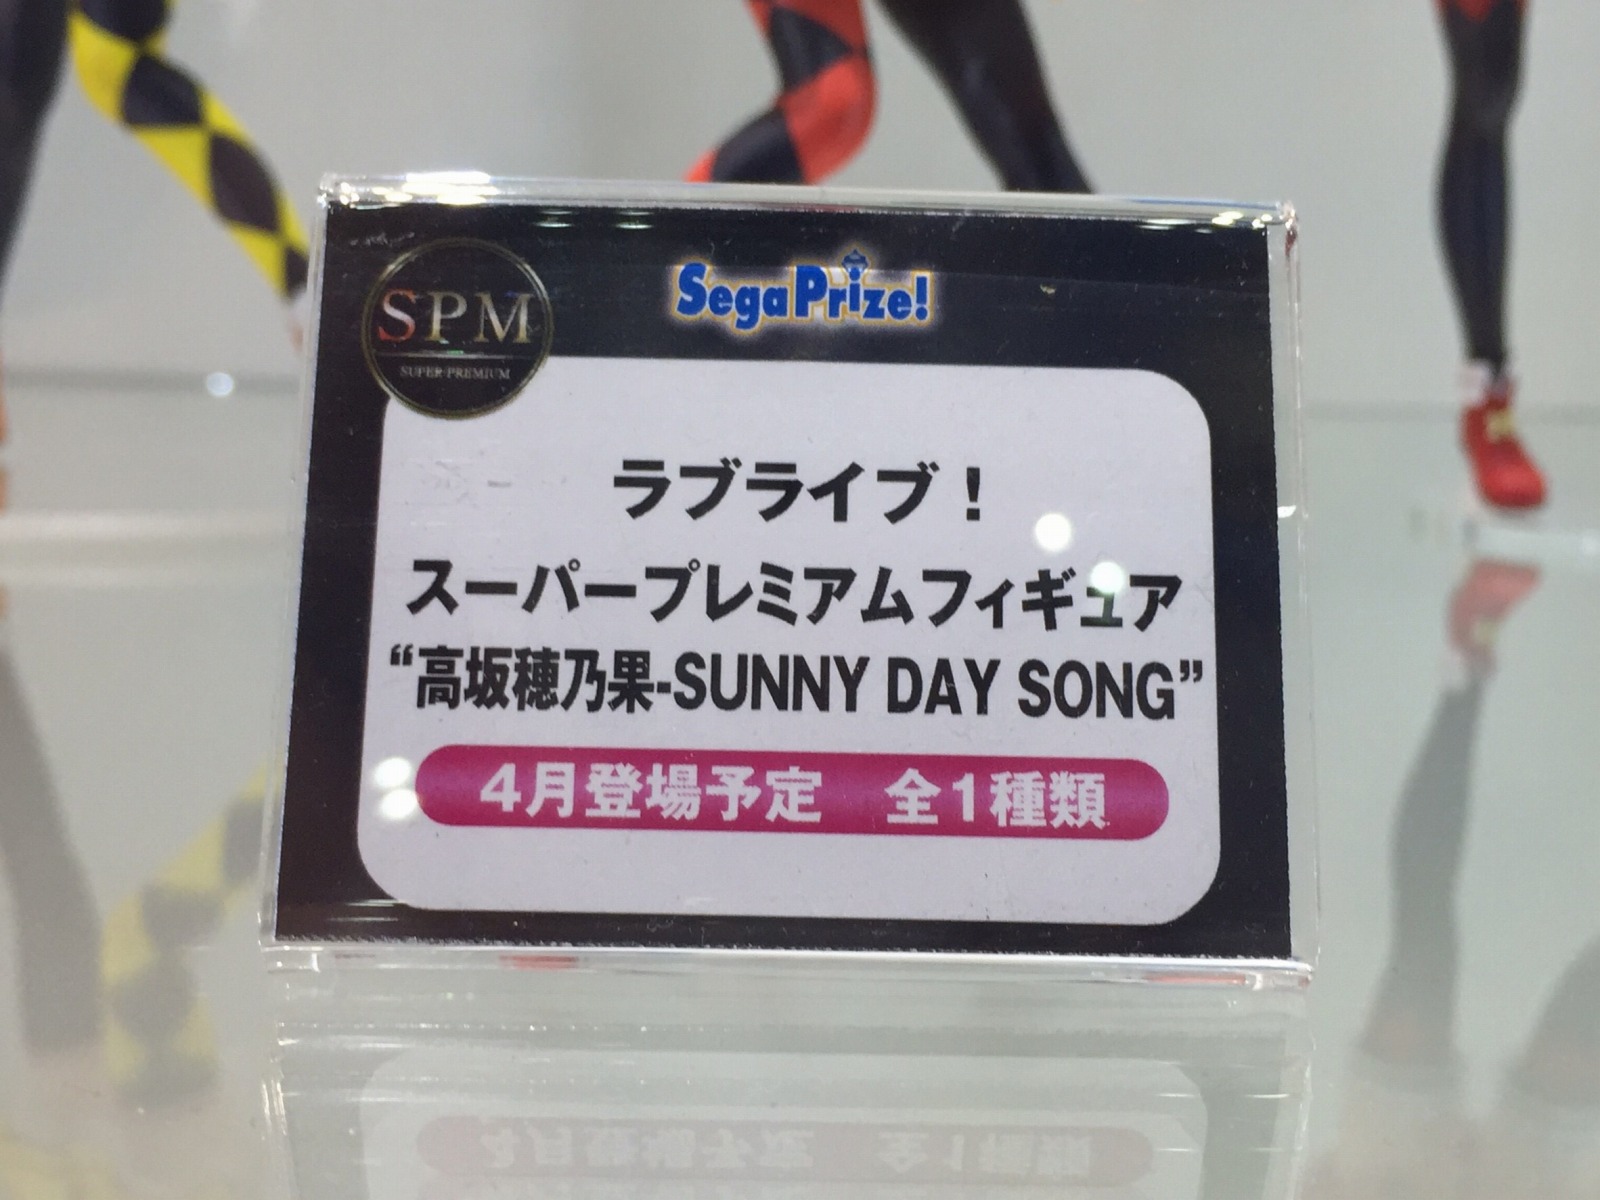 SPM
SUPER PREMIUM
SegaPrize!
ラブライブ！
スーパープレミアムフィギュア
“高坂穂乃果-SUNNY DAY SONG”
4月登場予定　全1種類